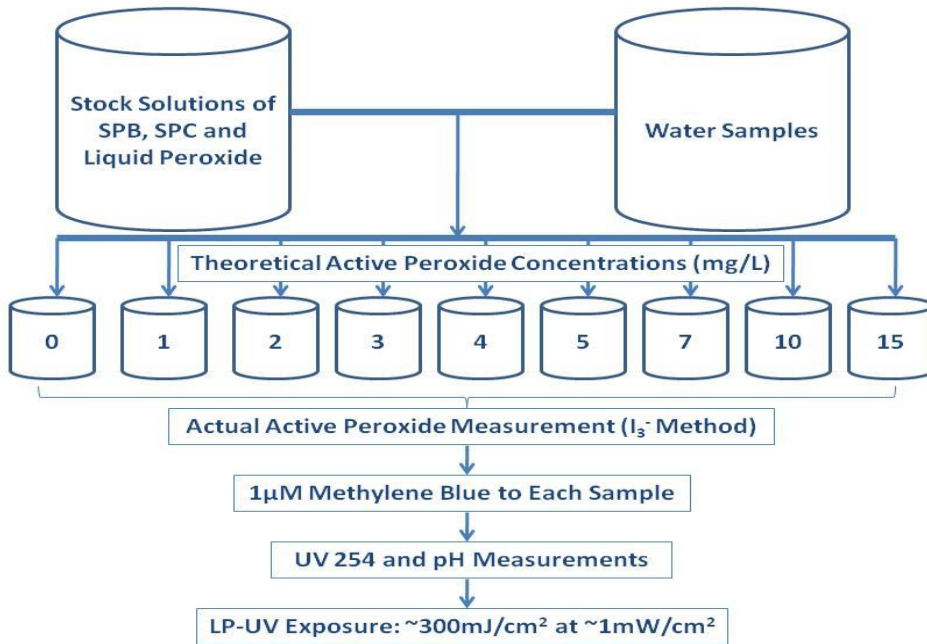 Stock Solutions of
SPB, SPC and
Liquid Peroxide
Water Samples
Theoretical Active Peroxide Concentrations (mg/L)
0 1 2 3 4 5 7 10 15
Actual Active Peroxide Measurement (I₃⁻ Method)
1µM Methylene Blue to Each Sample
UV 254 and pH Measurements
LP-UV Exposure: ~300mJ/cm² at ~1mW/cm²